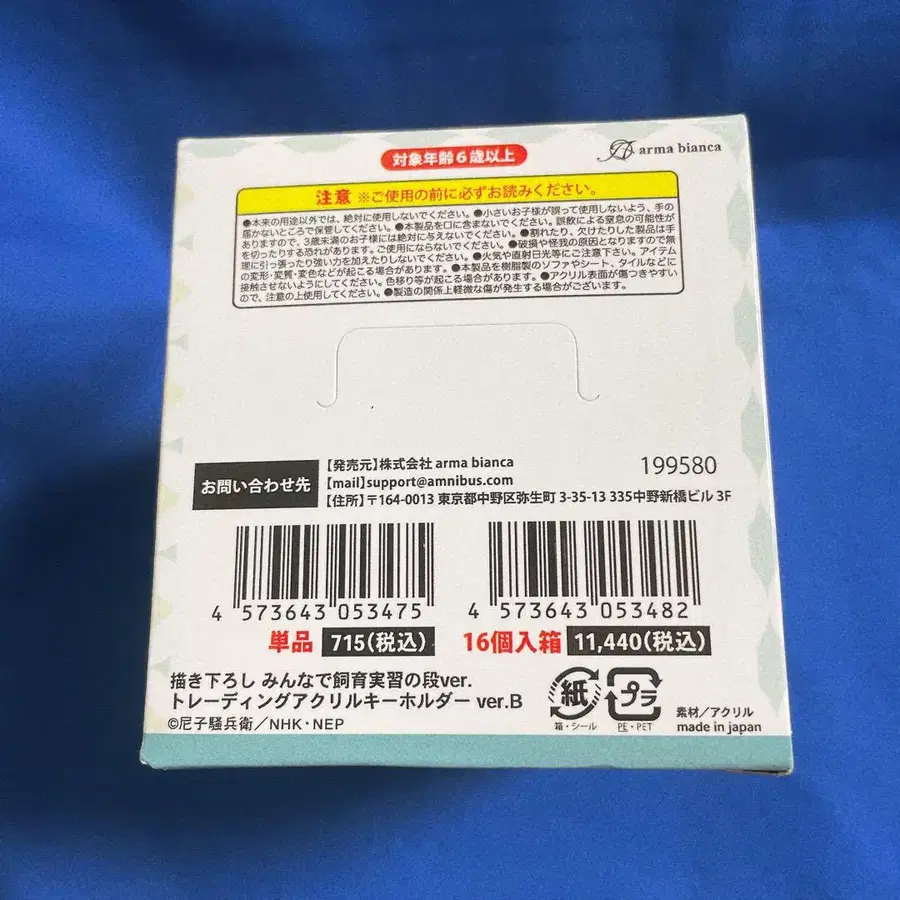 対象年齢6歳以上
arma bianca
注意 ※ご使用の前に必ずお読みください。
●本来の用途以外では、絶対に使用しないでください。●小さいお子様が誤って使用しないよう、手の
届かないところで保管してください。●本製品を口に含まないでください。誤飲による窒息の可能性が
ありますので、3歳未満のお子様には絶対に与えないでください。●割れたり、欠けたりした製品は手
を切ったりする恐れがあります。ご使用にならないでください。●破損や怪我の原因となりますので無
理に引っ張ったり強い力を加えたりしないでください。●火気や直射日光等にご注意下さい。アイテム
の変形・変質・変色などが起こる場合があります。●本製品を樹脂製のソファやシート、タイルなどに
接触させないようにしてください。色移り等が起こる場合があります。●アクリル表面が傷つきやすい
ので、注意の上使用してください。●製造の関係上軽微な傷が発生する場合がございます。
お問い合わせ先
【発売元】株式会社 arma bianca
199580
【mail】support@amnibus.com
【住所】〒164-0013 東京都中野区弥生町 3-35-13 335中野新橋ビル 3F
4 573643 053475
4 573643 053482
単品 715(税込)
16個入箱 11,440(税込)
描き下ろし みんなで飼育実習の段ver.
トレーディングアクリルキーホルダー ver.B
©尼子騒兵衛/NHK・NEP
紙
箱・シール
プラ
PE・PET
素材/アクリル
made in japan